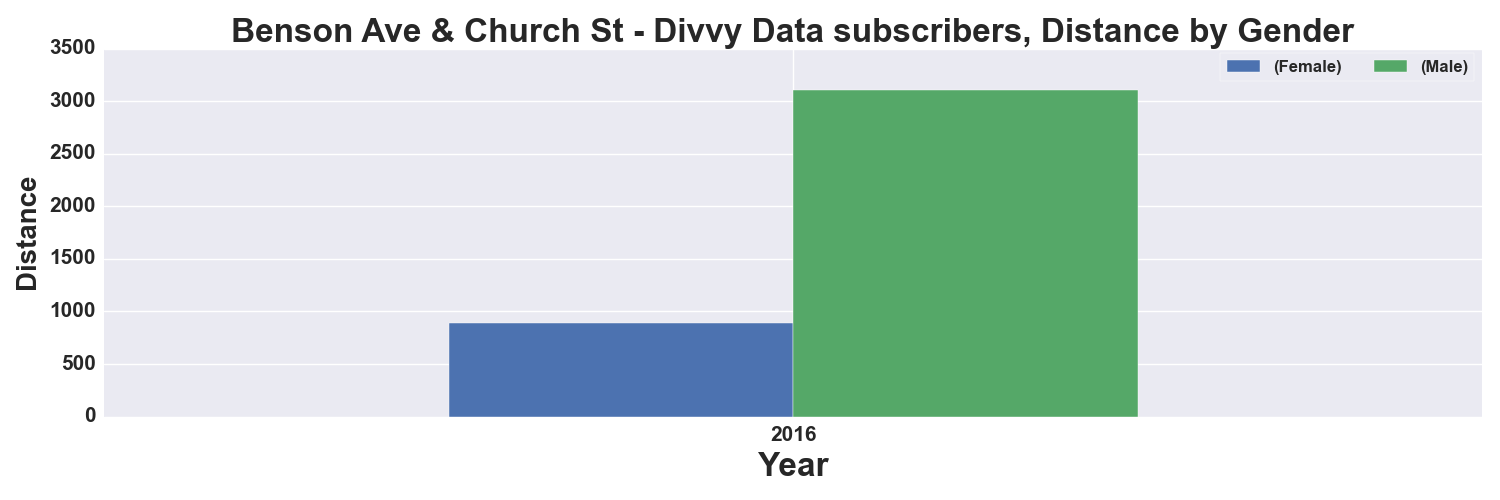 Benson Ave & Church St - Divvy Data subscribers, Distance by Gender
(Female) (Male)
Distance
3500
3000
2500
2000
1500
1000
500
0
2016
Year